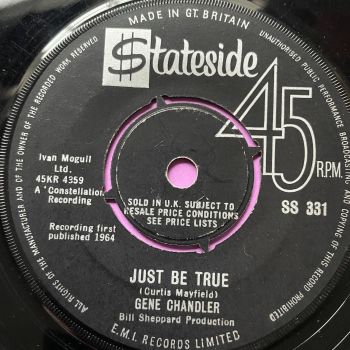 MADE IN GT BRITAIN
ALL RIGHTS OF THE MANUFACTURER AND OF THE OWNER OF THE RECORDED WORK RESERVED
UNAUTHORISED PUBLIC PERFORMANCE BROADCASTING AND COPYING OF THIS RECORD PROHIBITED
$tateside
45
R.P.M.
Ivan Mogull
Ltd.
45KR 4359
A 'Constellation'
Recording
SOLD IN U.K. SUBJECT TO
RESALE PRICE CONDITIONS
SEE PRICE LISTS
SS 331
Recording first
published 1964
JUST BE TRUE
(Curtis Mayfield)
GENE CHANDLER
Bill Sheppard Production
E.M.I. RECORDS LIMITED